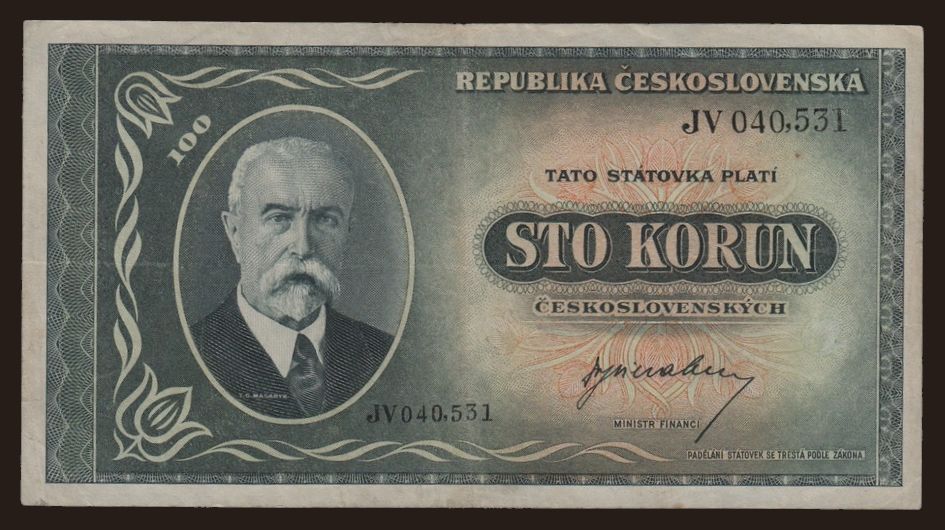 REPUBLIKA ČESKOSLOVENSKÁ
JV 040,531
100
TATO STÁTOVKA PLATÍ
STO KORUN
ČESKOSLOVENSKÝCH
T.G. MASARYK
JV 040,531
MINISTR FINANCÍ
PADĚLÁNÍ STÁTOVEK SE TRESTÁ PODLE ZÁKONA